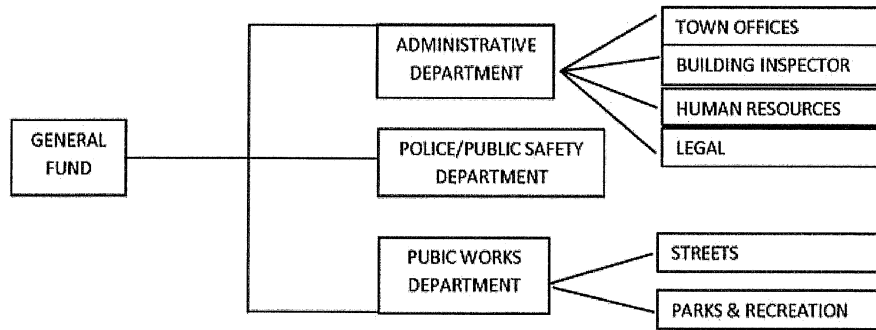 GENERAL
FUND
ADMINISTRATIVE
DEPARTMENT
TOWN OFFICES
BUILDING INSPECTOR
HUMAN RESOURCES
LEGAL
POLICE/PUBLIC SAFETY
DEPARTMENT
PUBIC WORKS
DEPARTMENT
STREETS
PARKS & RECREATION